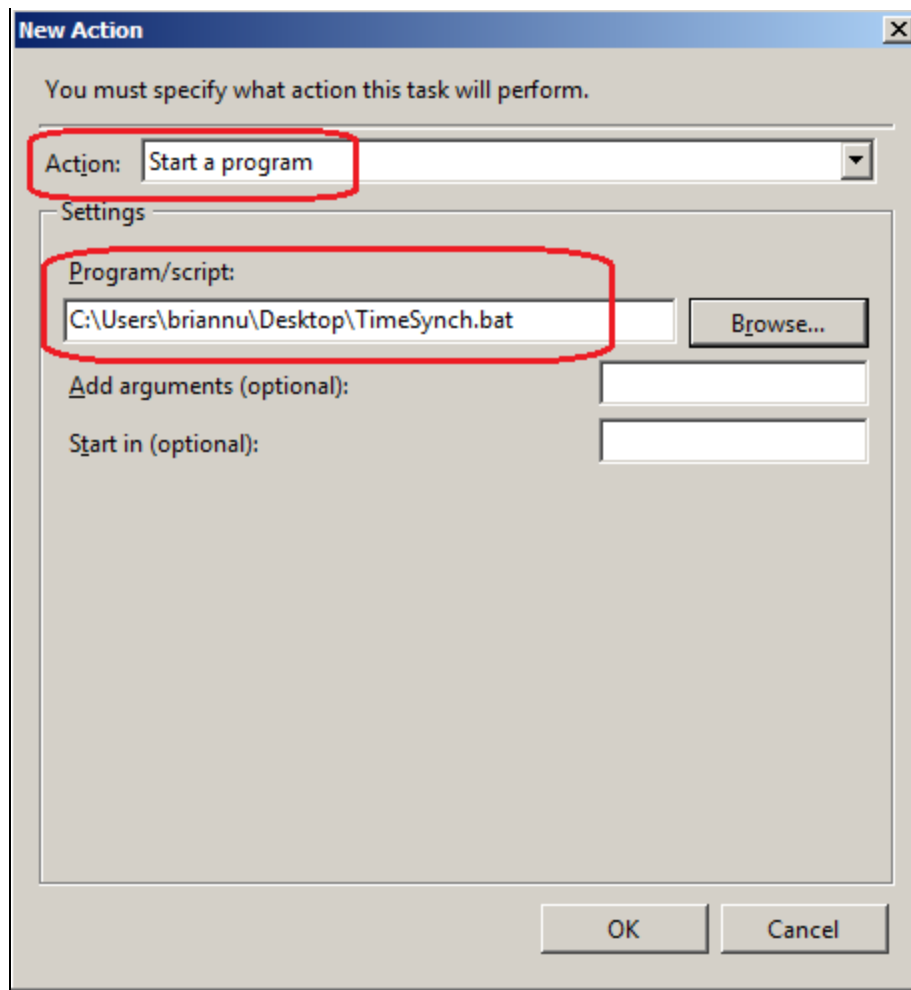 New Action
You must specify what action this task will perform.
Action: Start a program
Settings
Program/script:
C:\Users\briannu\Desktop\TimeSynch.bat Browse...
Add arguments (optional):
Start in (optional):
OK Cancel